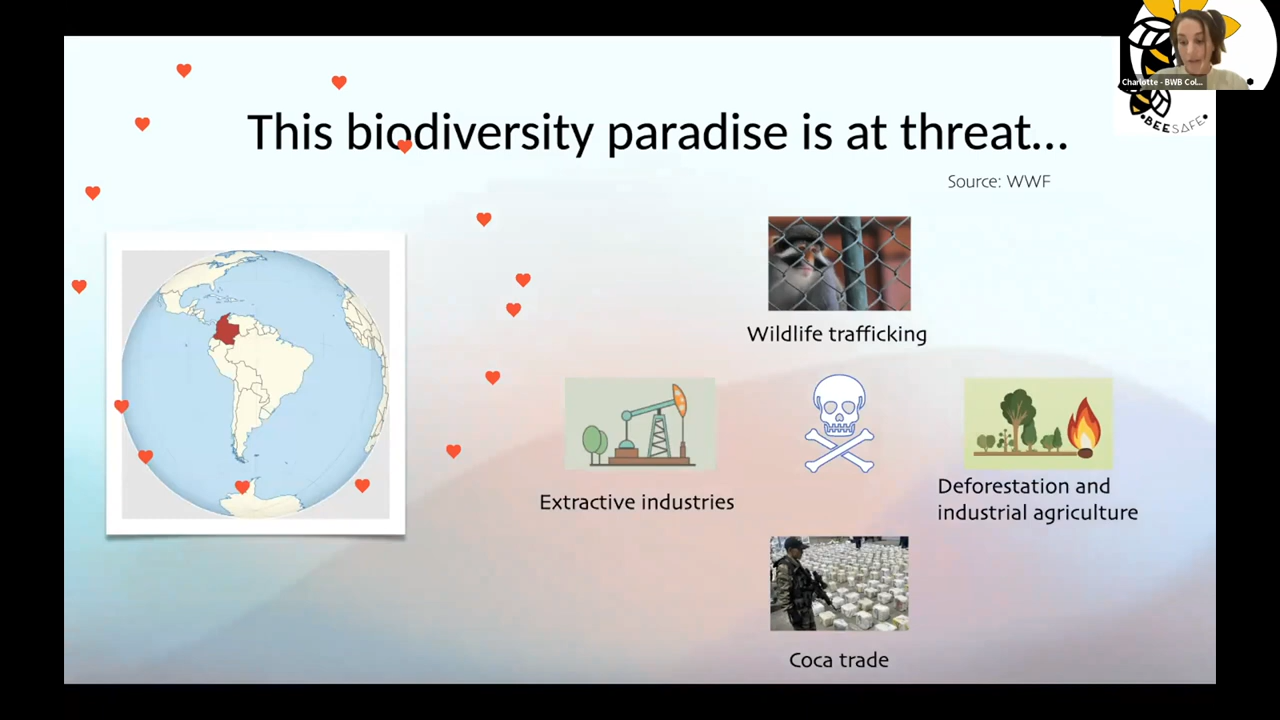 Charlotte - BWB Col...
BEESAFE
This biodiversity paradise is at threat...
Source: WWF
Wildlife trafficking
Extractive industries
Deforestation and
industrial agriculture
Coca trade